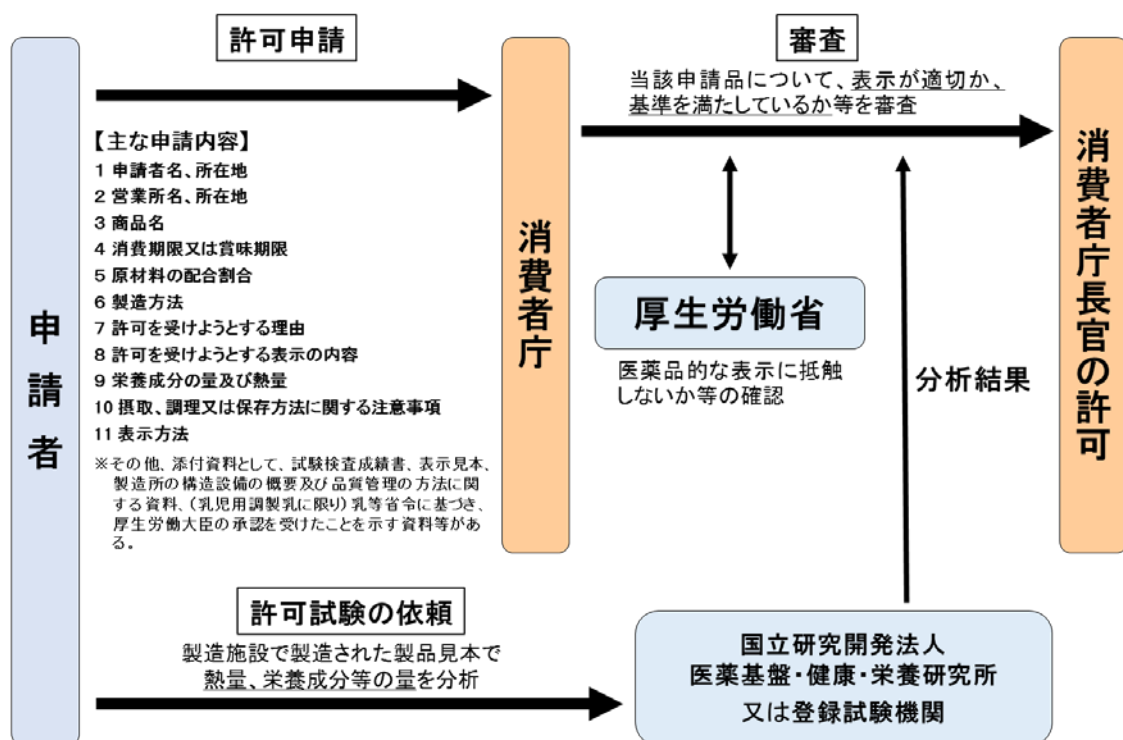 許可申請
審査
当該申請品について、表示が適切か、
基準を満たしているか等を審査
申請者
【主な申請内容】
1 申請者名、所在地
2 営業所名、所在地
3 商品名
4 消費期限又は賞味期限
5 原材料の配合割合
6 製造方法
7 許可を受けようとする理由
8 許可を受けようとする表示の内容
9 栄養成分の量及び熱量
10 摂取、調理又は保存方法に関する注意事項
11 表示方法
※その他、添付資料として、試験検査成績書、表示見本、
製造所の構造設備の概要及び品質管理の方法に関
する資料、(乳児用調製乳に限り)乳等省令に基づき、
厚生労働大臣の承認を受けたことを示す資料等があ
る。
消費者庁
厚生労働省
医薬品的な表示に抵触
しないか等の確認
分析結果
消費者庁長官の許可
許可試験の依頼
製造施設で製造された製品見本で
熱量、栄養成分等の量を分析
国立研究開発法人
医薬基盤・健康・栄養研究所
又は登録試験機関